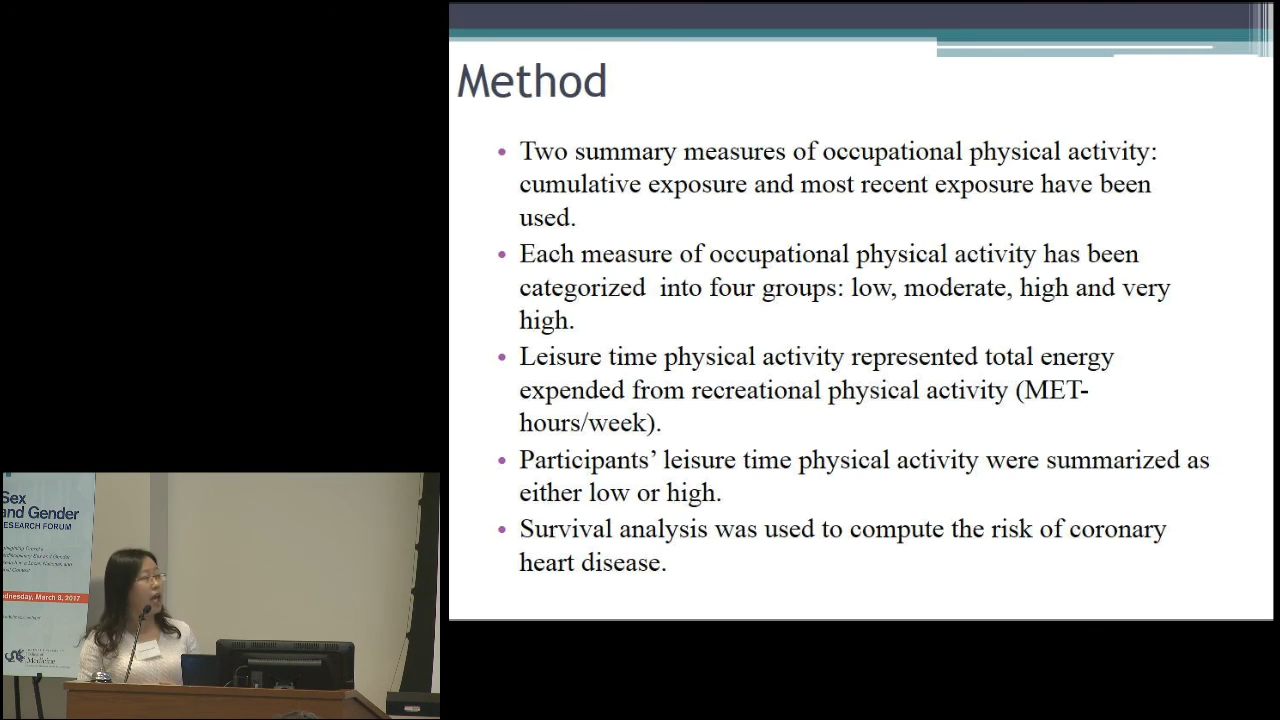 Method
• Two summary measures of occupational physical activity:
cumulative exposure and most recent exposure have been
used.
• Each measure of occupational physical activity has been
categorized  into four groups: low, moderate, high and very
high.
• Leisure time physical activity represented total energy
expended from recreational physical activity (MET-
hours/week).
• Participants’ leisure time physical activity were summarized as
either low or high.
• Survival analysis was used to compute the risk of coronary
heart disease.
Sex
and Gender
RESEARCH FORUM
dnesday, March 8, 2017
College of
Medicine